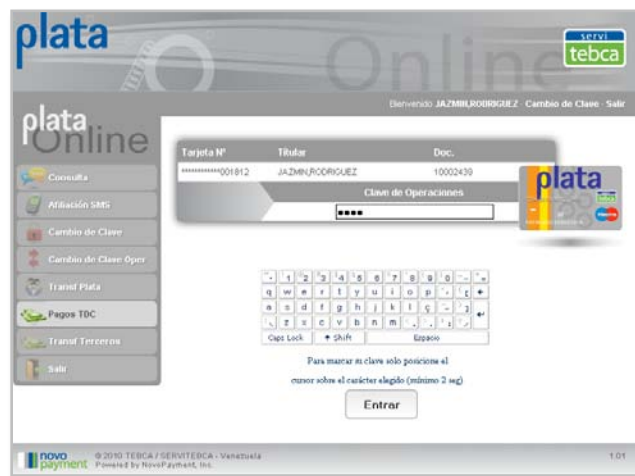 plata
Online
servi
tebca
Bienvenido JAZMIN,RODRIGUEZ - Cambio de Clave - Salir
plata
Online
Tarjeta Nº Titular Doc.
************001812 JAZMIN,RODRIGUEZ 10002439
Clave de Operaciones
••••
plata
Consulta
Afiliación SMS
Cambio de Clave
Cambio de Clave Oper
Transf Plata
Pagos TDC
Transf Terceros
Salir
1 2 3 4 5 6 7 8 9 0
q w e r t y u i o p
a s d f g h j k l ç
z x c v b n m
Caps Lock Shift Espacio
Para marcar su clave solo posicione el
cursor sobre el carácter elegido (mínimo 2 seg)
Entrar
novo
payment
©2010 TEBCA / SERVITEBCA - Venezuela
Powered by NovoPayment, Inc.
1.01